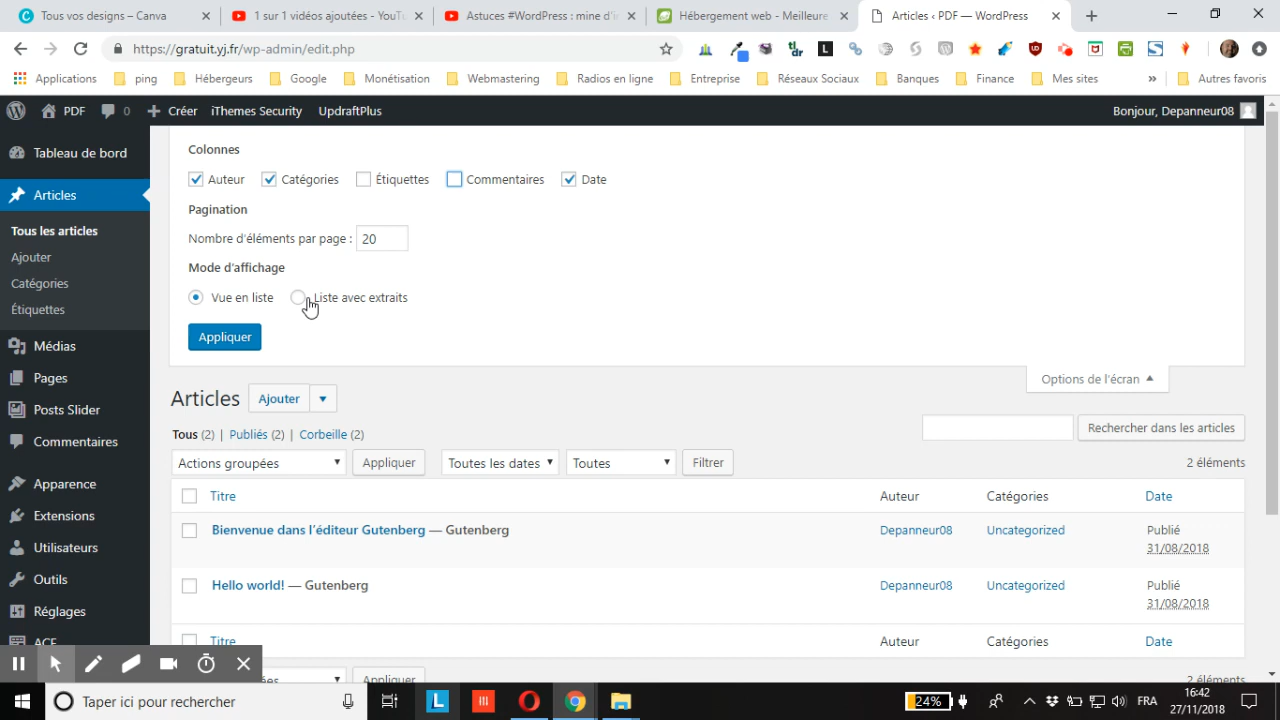 Tous vos designs – Canva
1 sur 1 vidéos ajoutées - YouTu
Astuces #WordPress : mine d'in
Hébergement web - Meilleure
Articles ‹ PDF — WordPress
https://gratuit.yj.fr/wp-admin/edit.php
Applications ping Hébergeurs Google Monétisation Webmastering Radios en ligne Entreprise Réseaux Sociaux Banques Finance Mes sites » Autres favoris
PDF 0 Créer iThemes Security UpdraftPlus Bonjour, Depanneur08
Tableau de bord
Articles
Tous les articles
Ajouter
Catégories
Étiquettes
Médias
Pages
Posts Slider
Commentaires
Apparence
Extensions
Utilisateurs
Outils
Réglages
ACF
Colonnes
Auteur Catégories Étiquettes Commentaires Date
Pagination
Nombre d'éléments par page : 20
Mode d'affichage
Vue en liste Liste avec extraits
Appliquer
Options de l'écran
Articles Ajouter
Tous (2) | Publiés (2) | Corbeille (2)
Rechercher dans les articles
Actions groupées Appliquer Toutes les dates Toutes Filtrer 2 éléments
Titre Auteur Catégories Date
Bienvenue dans l'éditeur Gutenberg — Gutenberg Depanneur08 Uncategorized Publié
31/08/2018
Hello world! — Gutenberg Depanneur08 Uncategorized Publié
31/08/2018
Titre Auteur Catégories Date
Appliquer 2 éléments
Taper ici pour rechercher
24%
FRA
16:42
27/11/2018